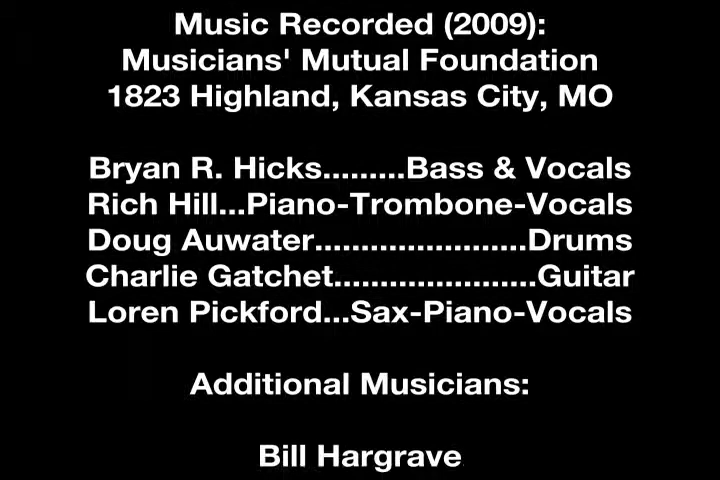 Music Recorded (2009):
Musicians' Mutual Foundation
1823 Highland, Kansas City, MO
Bryan R. Hicks.........Bass & Vocals
Rich Hill...Piano-Trombone-Vocals
Doug Auwater.......................Drums
Charlie Gatchet......................Guitar
Loren Pickford...Sax-Piano-Vocals
Additional Musicians:
Bill Hargrave